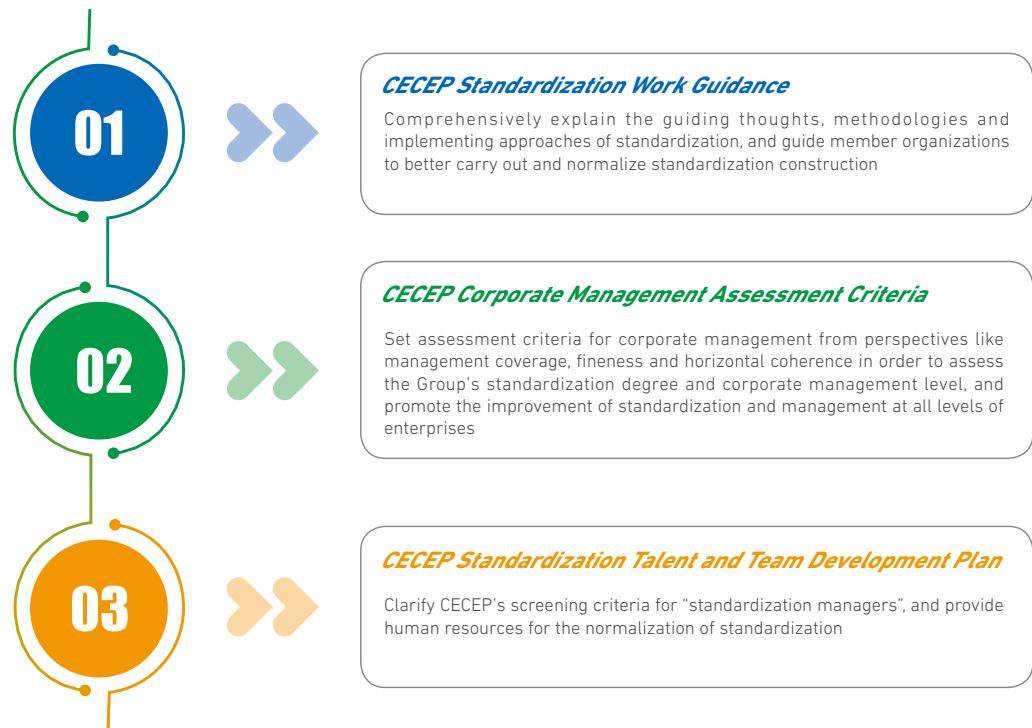 01
CECEP Standardization Work Guidance
Comprehensively explain the guiding thoughts, methodologies and
implementing approaches of standardization, and guide member organizations
to better carry out and normalize standardization construction
02
CECEP Corporate Management Assessment Criteria
Set assessment criteria for corporate management from perspectives like
management coverage, fineness and horizontal coherence in order to assess
the Group’s standardization degree and corporate management level, and
promote the improvement of standardization and management at all levels of
enterprises
03
CECEP Standardization Talent and Team Development Plan
Clarify CECEP’s screening criteria for “standardization managers”, and provide
human resources for the normalization of standardization